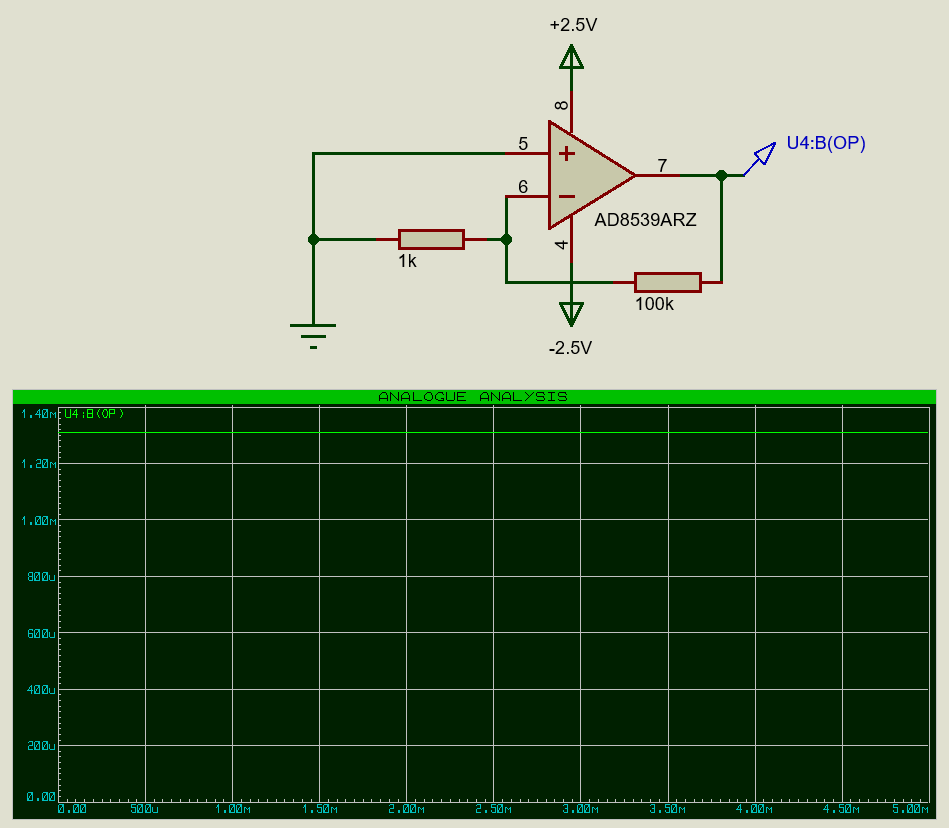 +2.5V
8
5
U4:B(OP)
7
6
AD8539ARZ
4
1k
100k
-2.5V
ANALOGUE ANALYSIS
1.40m
U4:B(OP)
1.20m
1.00m
800u
600u
400u
200u
0.00
0.00 500u 1.00m 1.50m 2.00m 2.50m 3.00m 3.50m 4.00m 4.50m 5.00m